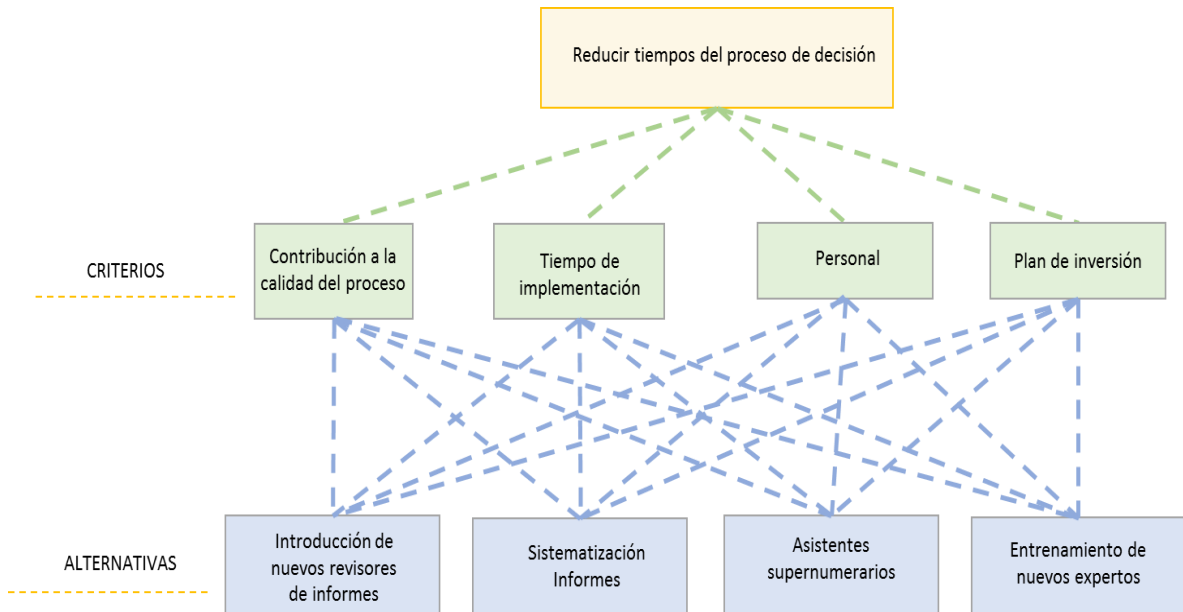 Reducir tiempos del proceso de decisión
CRITERIOS
Contribución a la
calidad del proceso
Tiempo de
implementación
Personal
Plan de inversión
ALTERNATIVAS
Introducción de
nuevos revisores
de informes
Sistematización
Informes
Asistentes
supernumerarios
Entrenamiento de
nuevos expertos